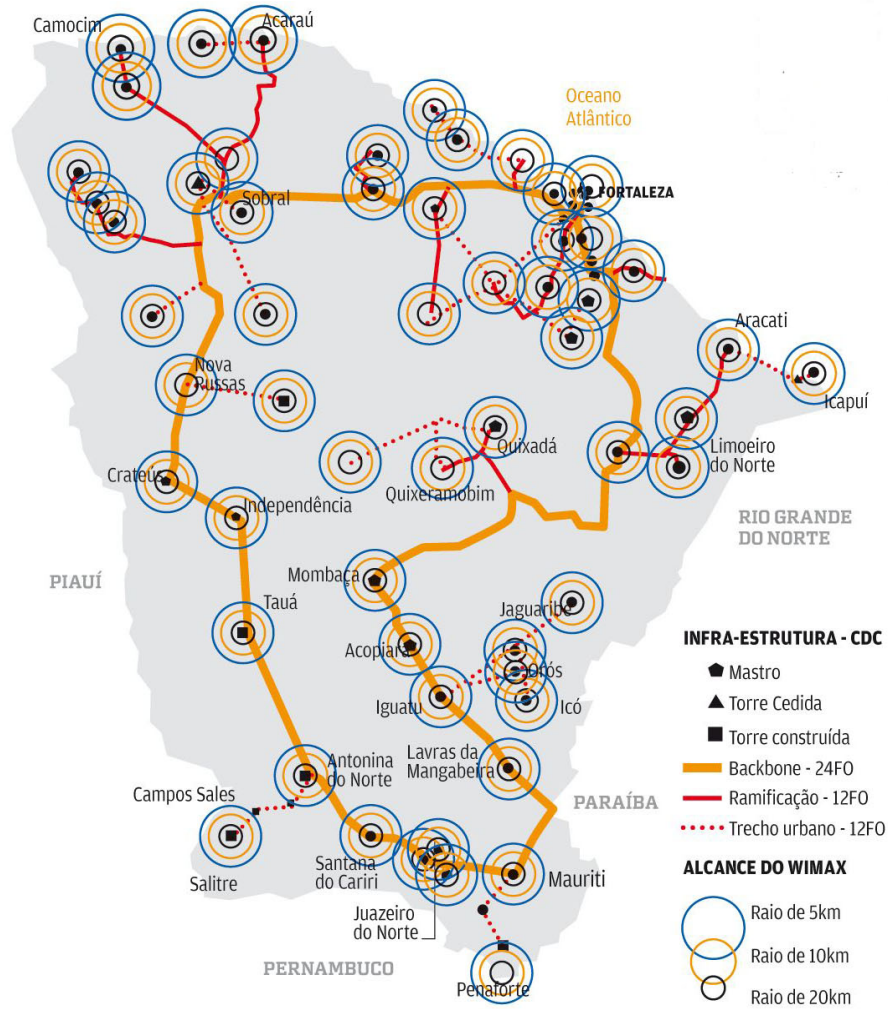 Camocim
Acaraú
Oceano
Atlântico
FORTALEZA
Sobral
Aracati
Nova
Russas
Icapuí
Quixadá
Limoeiro
do Norte
Crateús
Quixeramobim
Independência
RIO GRANDE
DO NORTE
PIAUÍ
Mombaça
Tauá
Jaguaribe
Acopiara
Orós
Iguatu
Icó
INFRA-ESTRUTURA - CDC
Mastro
Torre Cedida
Torre construída
Backbone - 24FO
Ramificação - 12FO
Trecho urbano - 12FO
Antonina
do Norte
Lavras da
Mangabeira
Campos Sales
PARAÍBA
Salitre
Santana
do Cariri
Mauriti
Juazeiro
do Norte
ALCANCE DO WIMAX
Raio de 5km
Raio de 10km
Raio de 20km
PERNAMBUCO
Penaforte